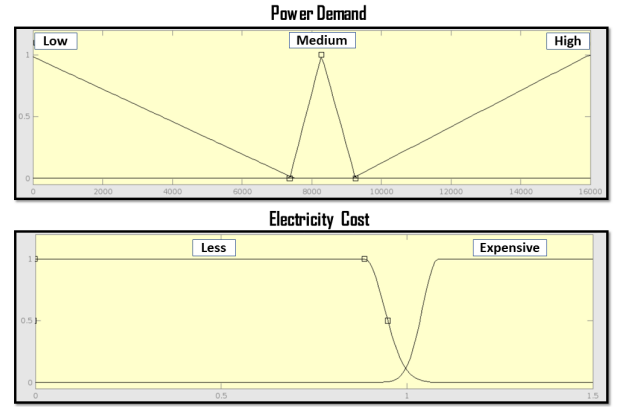 Power Demand
Low Medium High
1
0.5
0
0 2000 4000 6000 8000 10000 12000 14000 16000
Electricity Cost
Less Expensive
1
0.5
0
0 0.5 1 1.5